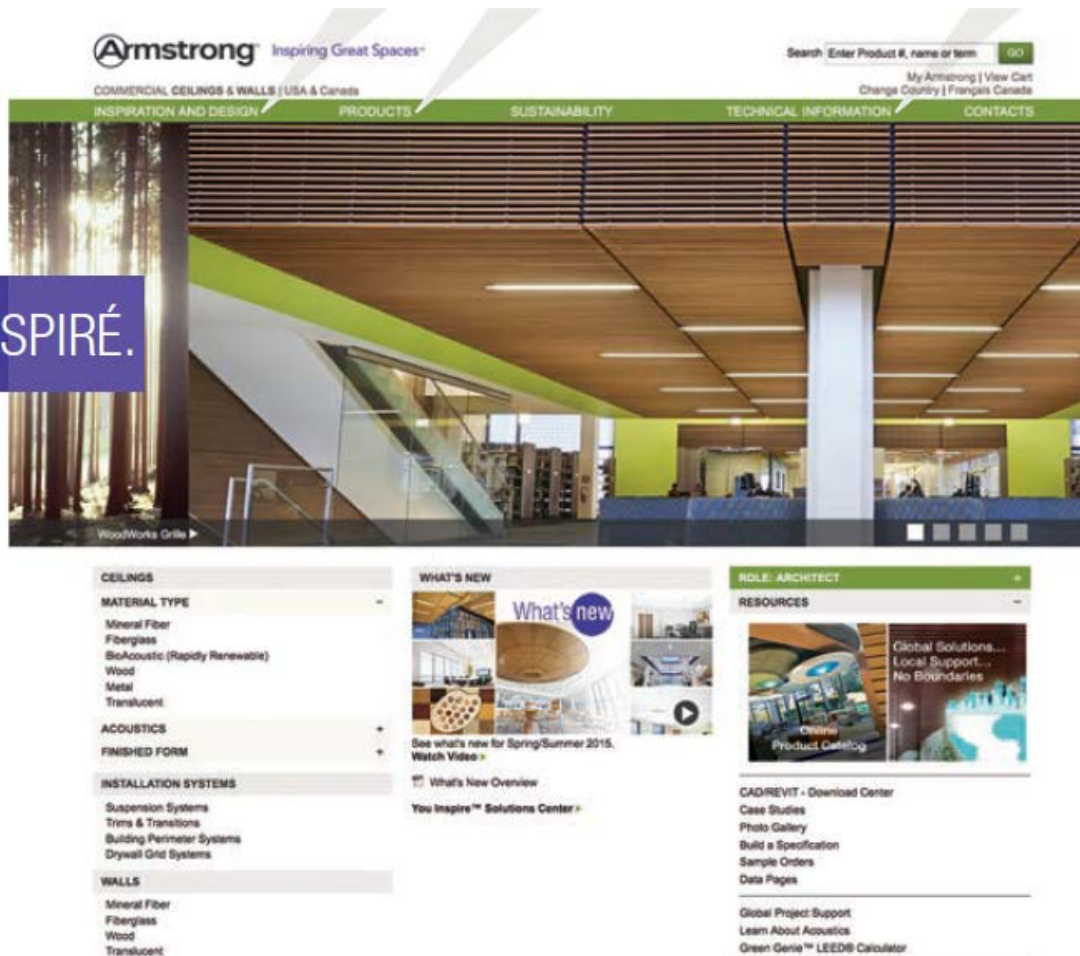 Armstrong Inspiring Great Spaces™
Search Enter Product #, name or term GO
My Armstrong | View Cart
COMMERCIAL CEILINGS & WALLS | USA & Canada
Change Country | Français Canada
INSPIRATION AND DESIGN PRODUCTS SUSTAINABILITY TECHNICAL INFORMATION CONTACTS
SPIRÉ.
WoodWorks Grille ▶
CEILINGS
MATERIAL TYPE −
Mineral Fiber
Fiberglass
BioAcoustic (Rapidly Renewable)
Wood
Metal
Translucent
ACOUSTICS +
FINISHED FORM +
INSTALLATION SYSTEMS
Suspension Systems
Trims & Transitions
Building Perimeter Systems
Drywall Grid Systems
WALLS
Mineral Fiber
Fiberglass
Wood
Translucent
WHAT'S NEW
What's new
See what's new for Spring/Summer 2015.
Watch Video ▶
What's New Overview
You Inspire™ Solutions Center ▶
ROLE: ARCHITECT +
RESOURCES −
Global Solutions...
Local Support...
No Boundaries
Online
Product Catalog
CAD/REVIT - Download Center
Case Studies
Photo Gallery
Build a Specification
Sample Orders
Data Pages
Global Project Support
Learn About Acoustics
Green Genie™ LEED® Calculator